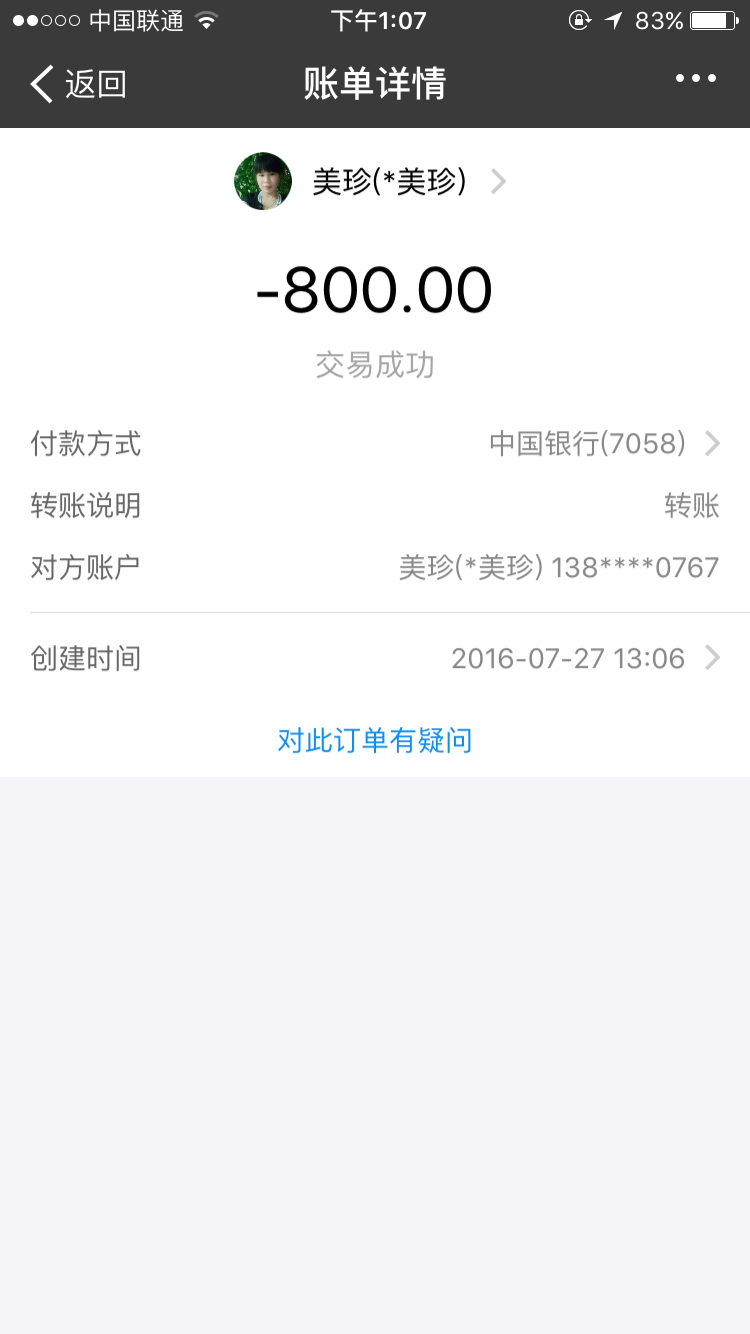 中国联通 下午1:07 83%
返回 账单详情
美珍(*美珍)
-800.00
交易成功
付款方式 中国银行(7058)
转账说明 转账
对方账户 美珍(*美珍) 138****0767
创建时间 2016-07-27 13:06
对此订单有疑问